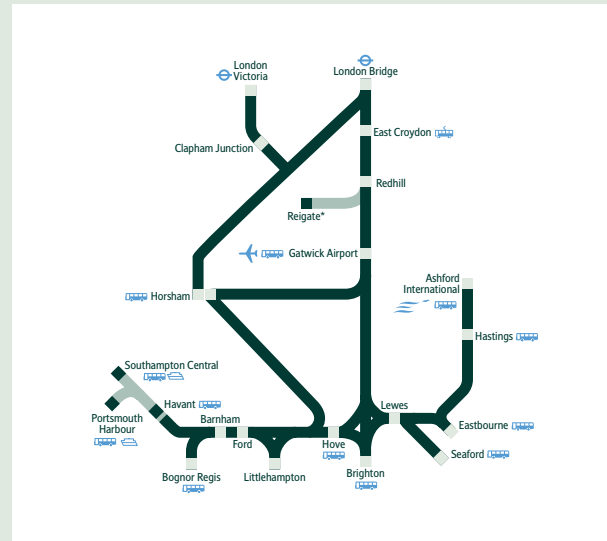 London
Victoria
London Bridge
East Croydon
Clapham Junction
Redhill
Reigate*
Gatwick Airport
Ashford
International
Horsham
Hastings
Southampton Central
Havant
Portsmouth
Harbour
Barnham
Ford
Hove
Lewes
Eastbourne
Seaford
Brighton
Bognor Regis
Littlehampton